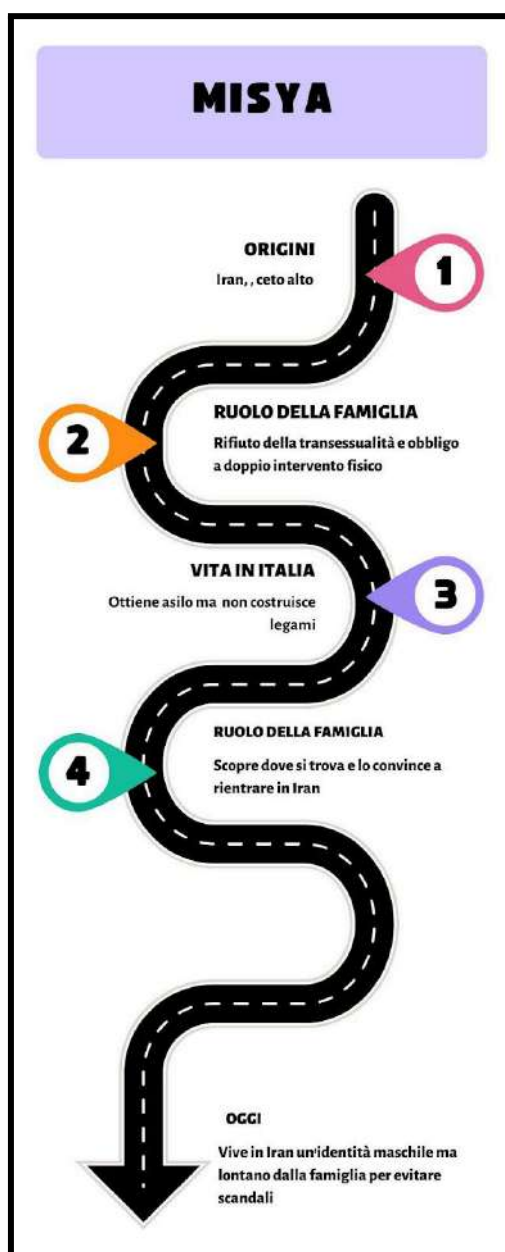 MISYA
ORIGINI
Iran, , ceto alto
1
RUOLO DELLA FAMIGLIA
Rifiuto della transessualità e obbligo
a doppio intervento fisico
2
VITA IN ITALIA
Ottiene asilo ma non costruisce
legami
3
RUOLO DELLA FAMIGLIA
Scopre dove si trova e lo convince a
rientrare in Iran
4
OGGI
Vive in Iran un'identità maschile ma
lontano dalla famiglia per evitare
scandali